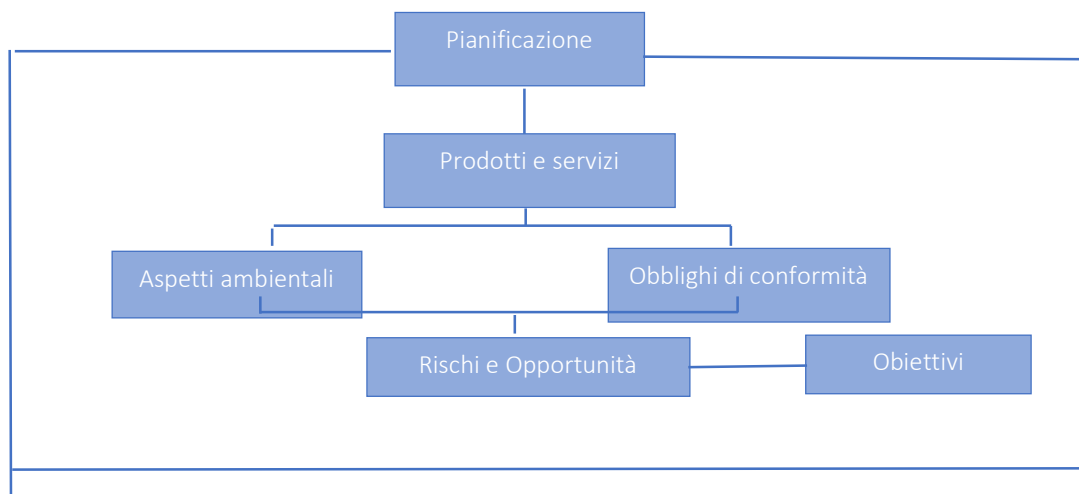 Pianificazione
Prodotti e servizi
Aspetti ambientali
Obblighi di conformità
Rischi e Opportunità
Obiettivi